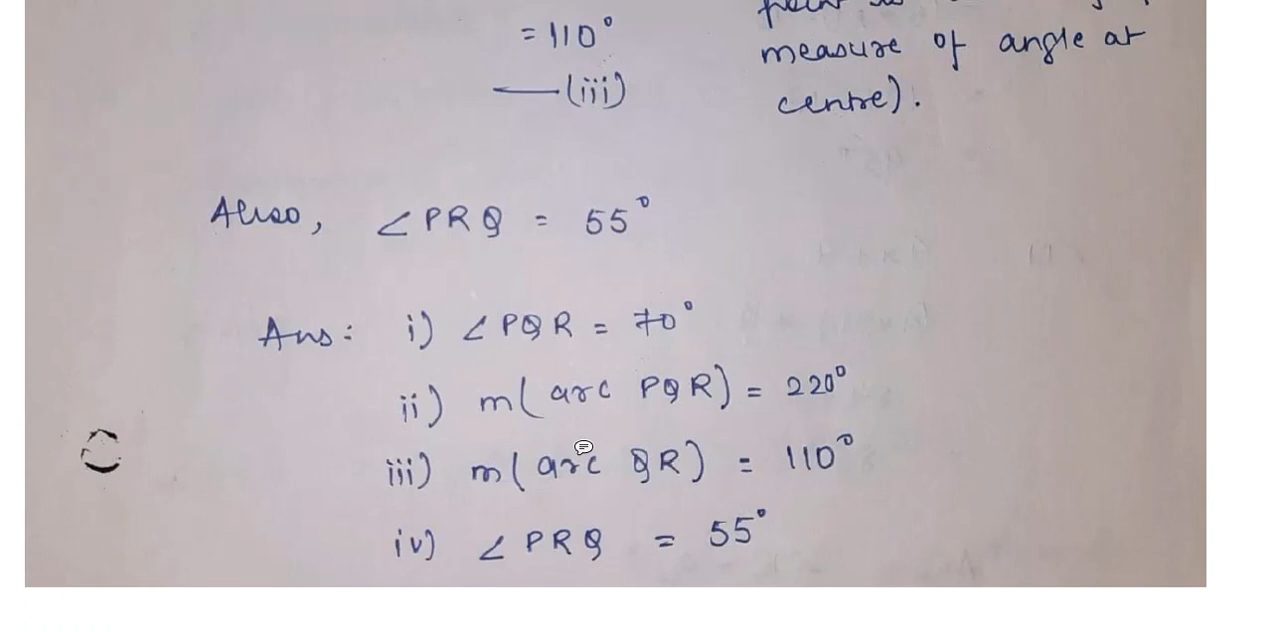 = 110°
measure of angle at
—(iii)
centre).
Also, ∠PRQ = 55°
Ans: i) ∠PQR = 70°
ii) m(arc PQR) = 220°
iii) m(arc QR) = 110°
iv) ∠PRQ = 55°